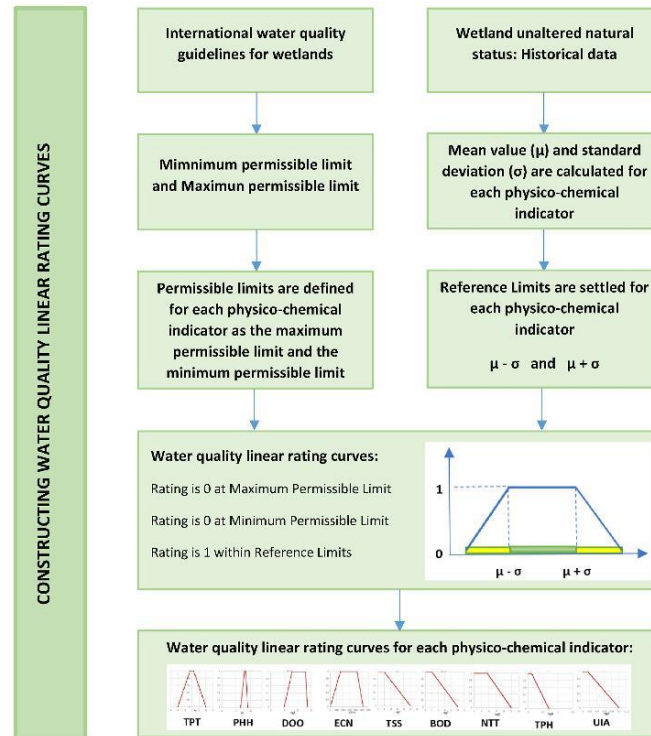 CONSTRUCTING WATER QUALITY LINEAR RATING CURVES
International water quality
guidelines for wetlands
Wetland unaltered natural
status: Historical data
Mimnimum permissible limit
and Maximun permissible limit
Mean value (μ) and standard
deviation (σ) are calculated for
each physico-chemical
indicator
Permissible limits are defined
for each physico-chemical
indicator as the maximum
permissible limit and the
minimum permissible limit
Reference Limits are settled for
each physico-chemical
indicator
μ - σ and μ + σ
Water quality linear rating curves:
Rating is 0 at Maximum Permissible Limit
Rating is 0 at Minimum Permissible Limit
Rating is 1 within Reference Limits
1
0
μ - σ
μ + σ
Water quality linear rating curves for each physico-chemical indicator:
TPT PHH DOO ECN TSS BOD NTT TPH UIA